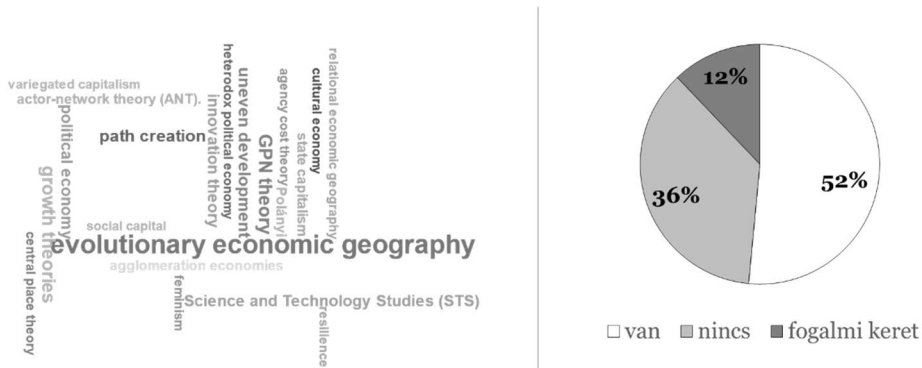 variegated capitalism
actor-network theory (ANT).
political economy
path creation
innovation theory
heterodox political economy
uneven development
GPN theory
agency cost theory
Polányi
state capitalism
cultural economy
relational economic geography
growth theories
central place theory
social capital
evolutionary economic geography
agglomeration economies
feminism
Science and Technology Studies (STS)
resilience
12%
36%
52%
van nincs fogalmi keret